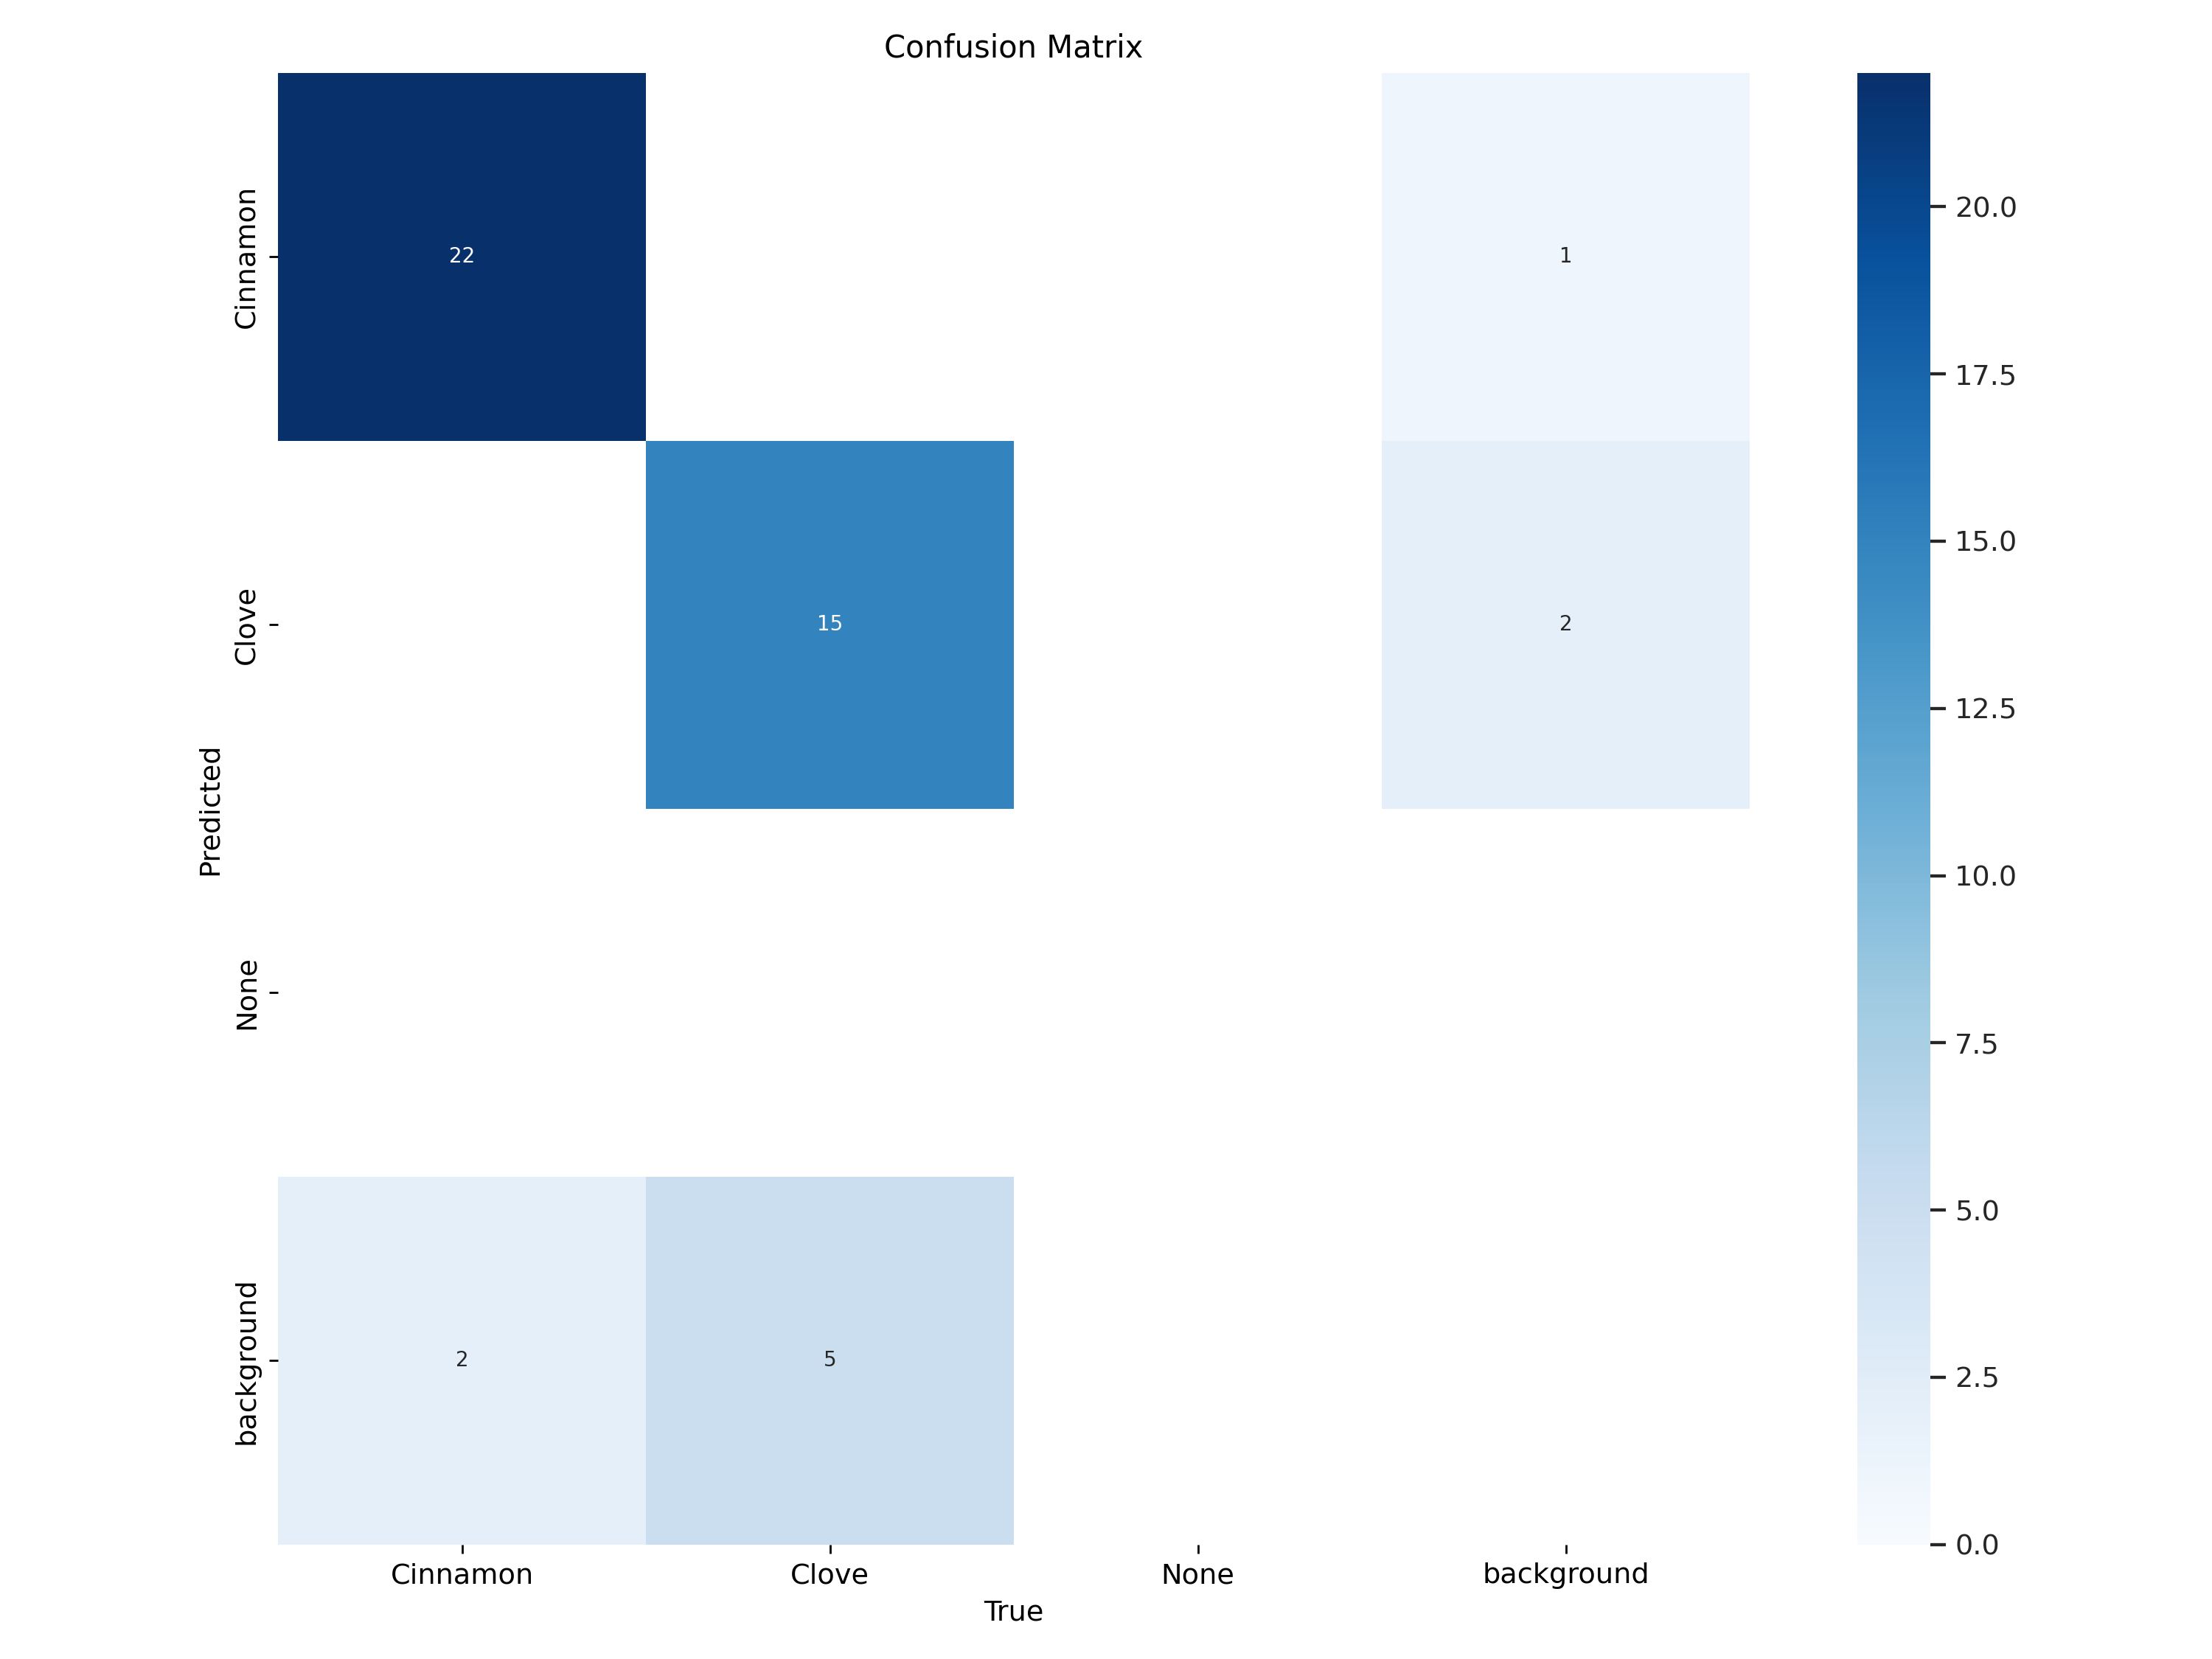 Confusion Matrix
Cinnamon
22
1
Clove
15
2
Predicted
None
background
2
5
Cinnamon
Clove
None
background
True
20.0
17.5
15.0
12.5
10.0
7.5
5.0
2.5
0.0